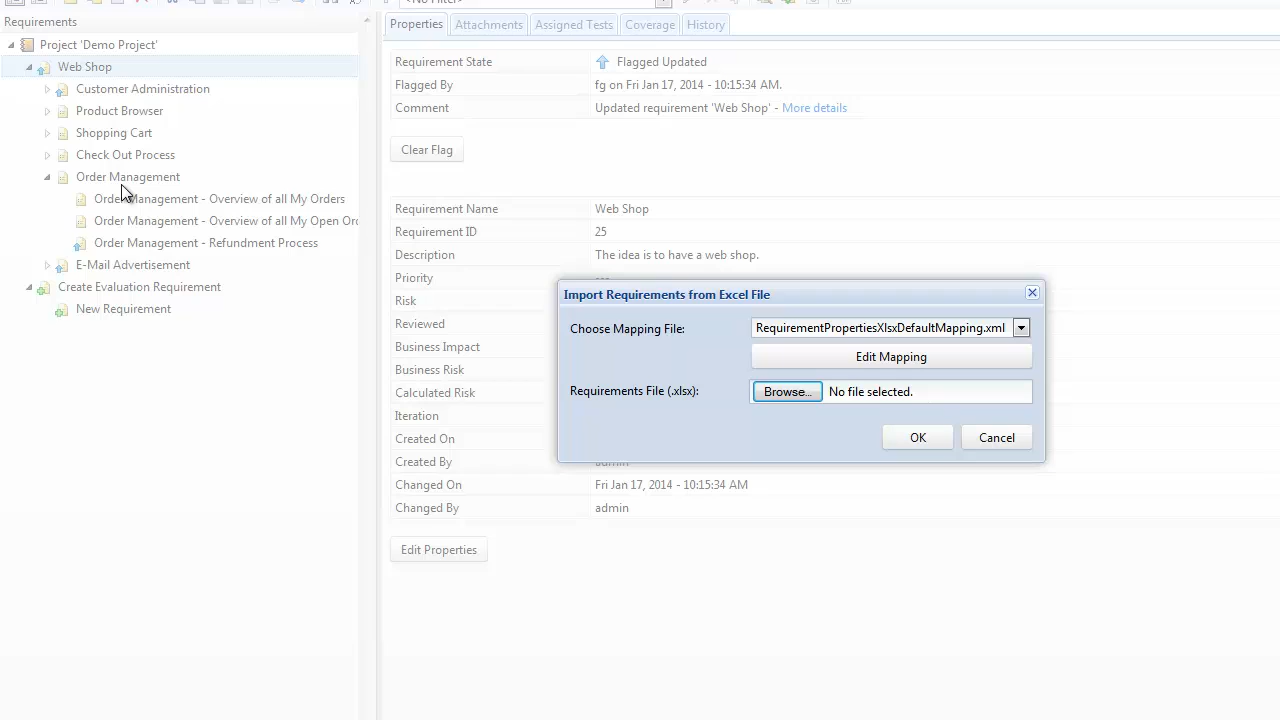 <No Filter>
Requirements
Project 'Demo Project'
Web Shop
Customer Administration
Product Browser
Shopping Cart
Check Out Process
Order Management
Order Management - Overview of all My Orders
Order Management - Overview of all My Open Or
Order Management - Refundment Process
E-Mail Advertisement
Create Evaluation Requirement
New Requirement
Properties Attachments Assigned Tests Coverage History
Requirement State Flagged Updated
Flagged By fg on Fri Jan 17, 2014 - 10:15:34 AM.
Comment Updated requirement 'Web Shop' - More details
Clear Flag
Requirement Name Web Shop
Requirement ID 25
Description The idea is to have a web shop.
Priority
Risk
Reviewed
Business Impact
Business Risk
Calculated Risk
Iteration
Created On
Created By admin
Changed On Fri Jan 17, 2014 - 10:15:34 AM
Changed By admin
Edit Properties
Import Requirements from Excel File
Choose Mapping File: RequirementPropertiesXlsxDefaultMapping.xml
Edit Mapping
Requirements File (.xlsx): Browse... No file selected.
OK Cancel